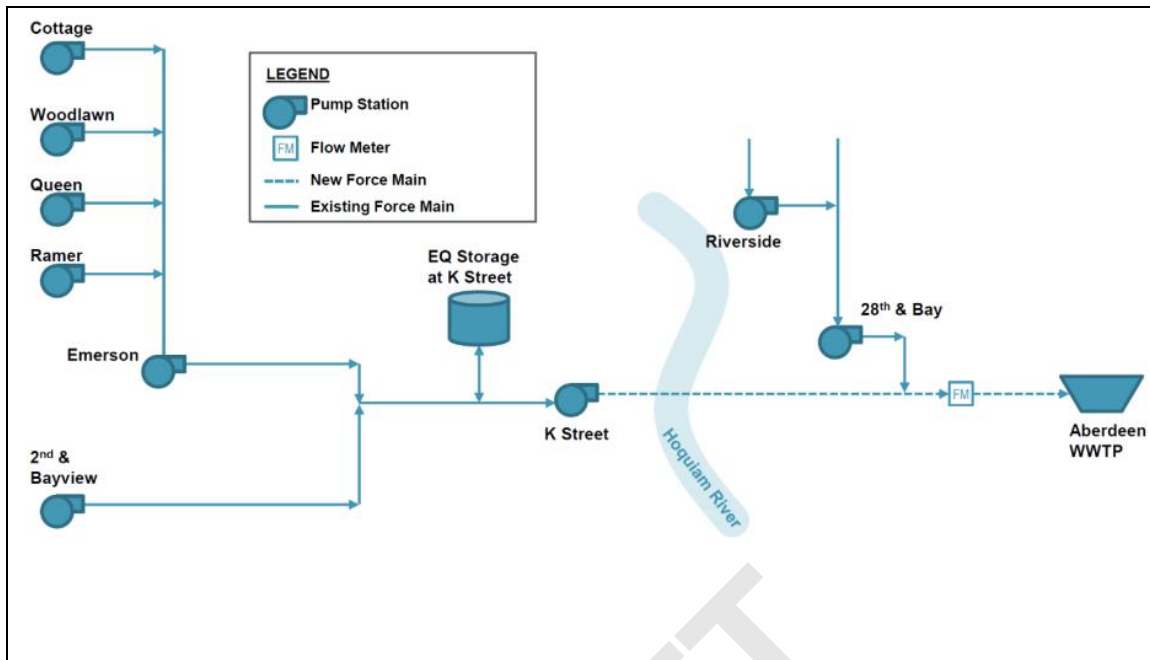 Cottage
Woodlawn
Queen
Ramer
Emerson
2nd &
Bayview
LEGEND
Pump Station
FM Flow Meter
New Force Main
Existing Force Main
EQ Storage
at K Street
K Street
Hoquiam River
Riverside
28th & Bay
FM
Aberdeen
WWTP